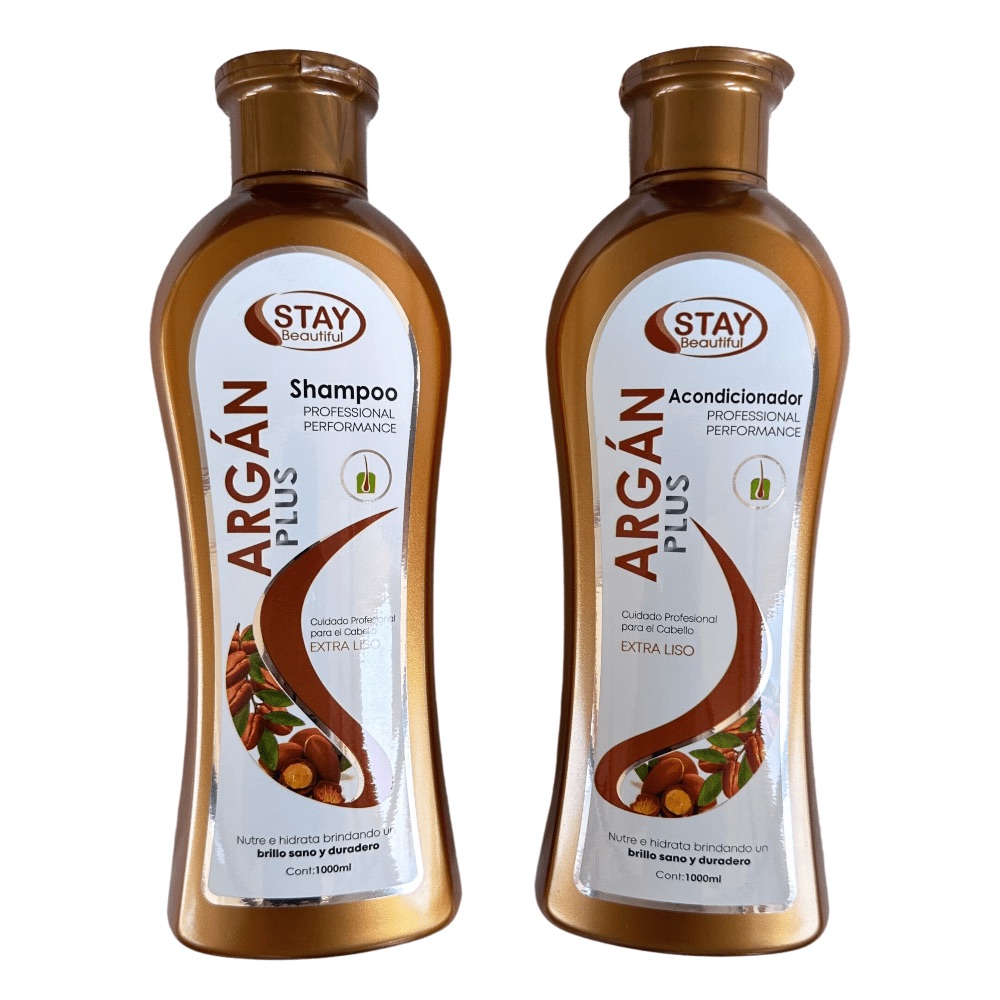 STAY
Beautiful
Shampoo
PROFESSIONAL
PERFORMANCE
ARGÁN
PLUS
Cuidado Profesional
para el Cabello
EXTRA LISO
Nutre e hidrata brindando un
brillo sano y duradero
Cont:1000ml
STAY
Beautiful
Acondicionador
PROFESSIONAL
PERFORMANCE
ARGÁN
PLUS
Cuidado Profesional
para el Cabello
EXTRA LISO
Nutre e hidrata brindando un
brillo sano y duradero
Cont:1000ml